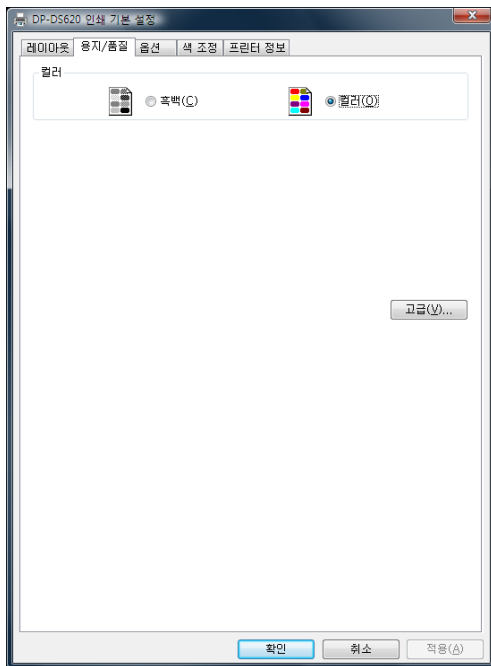 DP-DS620 인쇄 기본 설정
레이아웃 용지/품질 옵션 색 조정 프린터 정보
컬러
흑백(C) 컬러(O)
고급(V)...
확인 취소 적용(A)